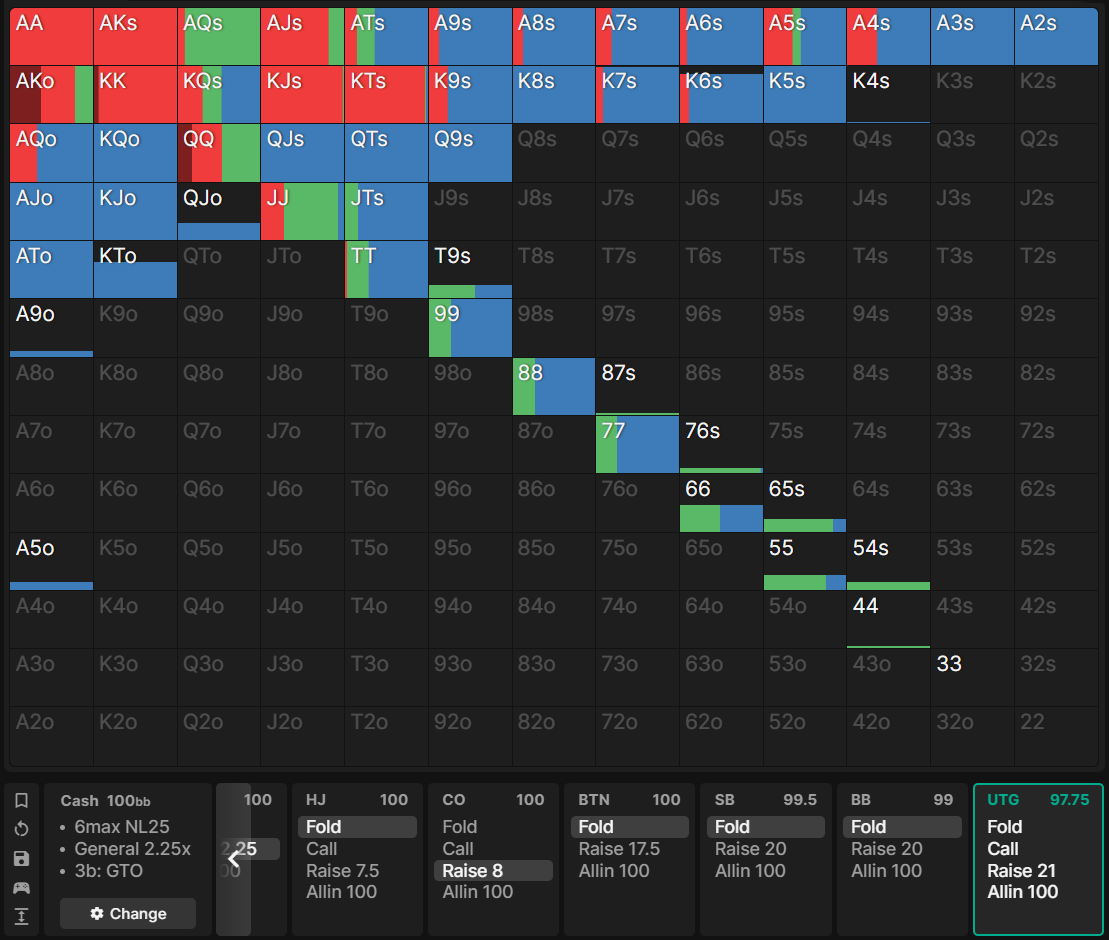 AA AKs AQs AJs ATs A9s A8s A7s A6s A5s A4s A3s A2s
AKo KK KQs KJs KTs K9s K8s K7s K6s K5s K4s K3s K2s
AQo KQo QQ QJs QTs Q9s Q8s Q7s Q6s Q5s Q4s Q3s Q2s
AJo KJo QJo JJ JTs J9s J8s J7s J6s J5s J4s J3s J2s
ATo KTo QTo JTo TT T9s T8s T7s T6s T5s T4s T3s T2s
A9o K9o Q9o J9o T9o 99 98s 97s 96s 95s 94s 93s 92s
A8o K8o Q8o J8o T8o 98o 88 87s 86s 85s 84s 83s 82s
A7o K7o Q7o J7o T7o 97o 87o 77 76s 75s 74s 73s 72s
A6o K6o Q6o J6o T6o 96o 86o 76o 66 65s 64s 63s 62s
A5o K5o Q5o J5o T5o 95o 85o 75o 65o 55 54s 53s 52s
A4o K4o Q4o J4o T4o 94o 84o 74o 64o 54o 44 43s 42s
A3o K3o Q3o J3o T3o 93o 83o 73o 63o 53o 43o 33 32s
A2o K2o Q2o J2o T2o 92o 82o 72o 62o 52o 42o 32o 22
Cash 100bb
• 6max NL25
• General 2.25x
• 3b: GTO
Change
100
2.25
00
HJ 100
Fold
Call
Raise 7.5
Allin 100
CO 100
Fold
Call
Raise 8
Allin 100
BTN 100
Fold
Raise 17.5
Allin 100
SB 99.5
Fold
Raise 20
Allin 100
BB 99
Fold
Raise 20
Allin 100
UTG 97.75
Fold
Call
Raise 21
Allin 100